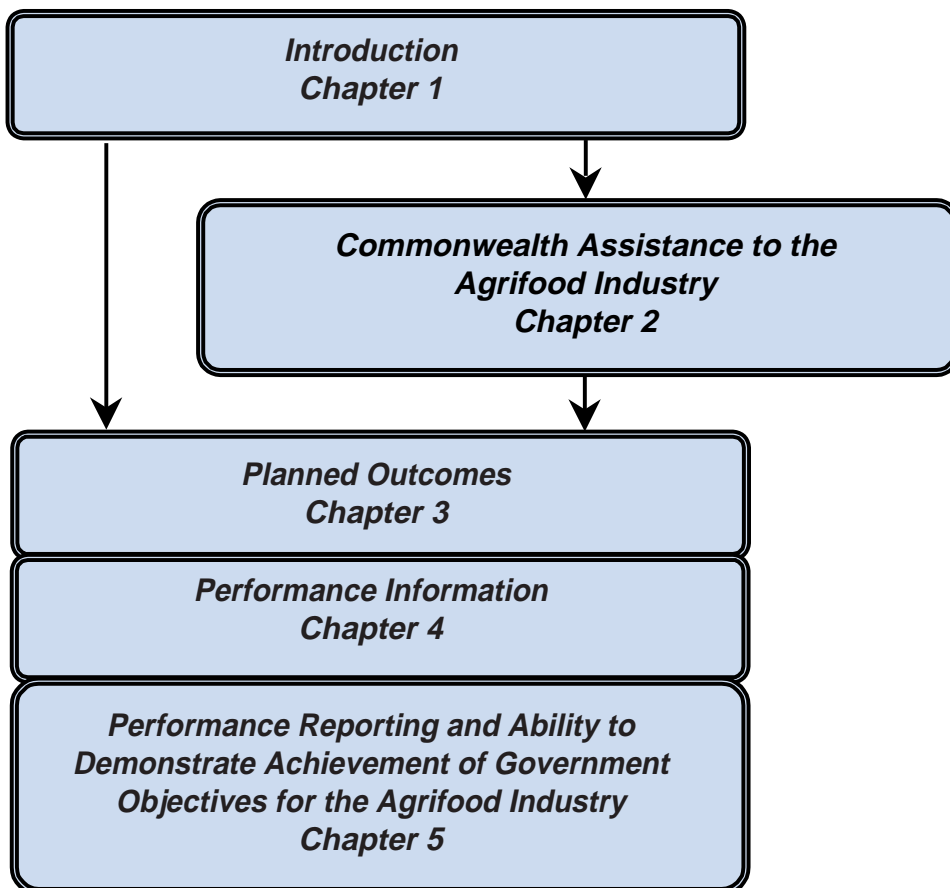 Introduction
Chapter 1
Commonwealth Assistance to the
Agrifood Industry
Chapter 2
Planned Outcomes
Chapter 3
Performance Information
Chapter 4
Performance Reporting and Ability to
Demonstrate Achievement of Government
Objectives for the Agrifood Industry
Chapter 5